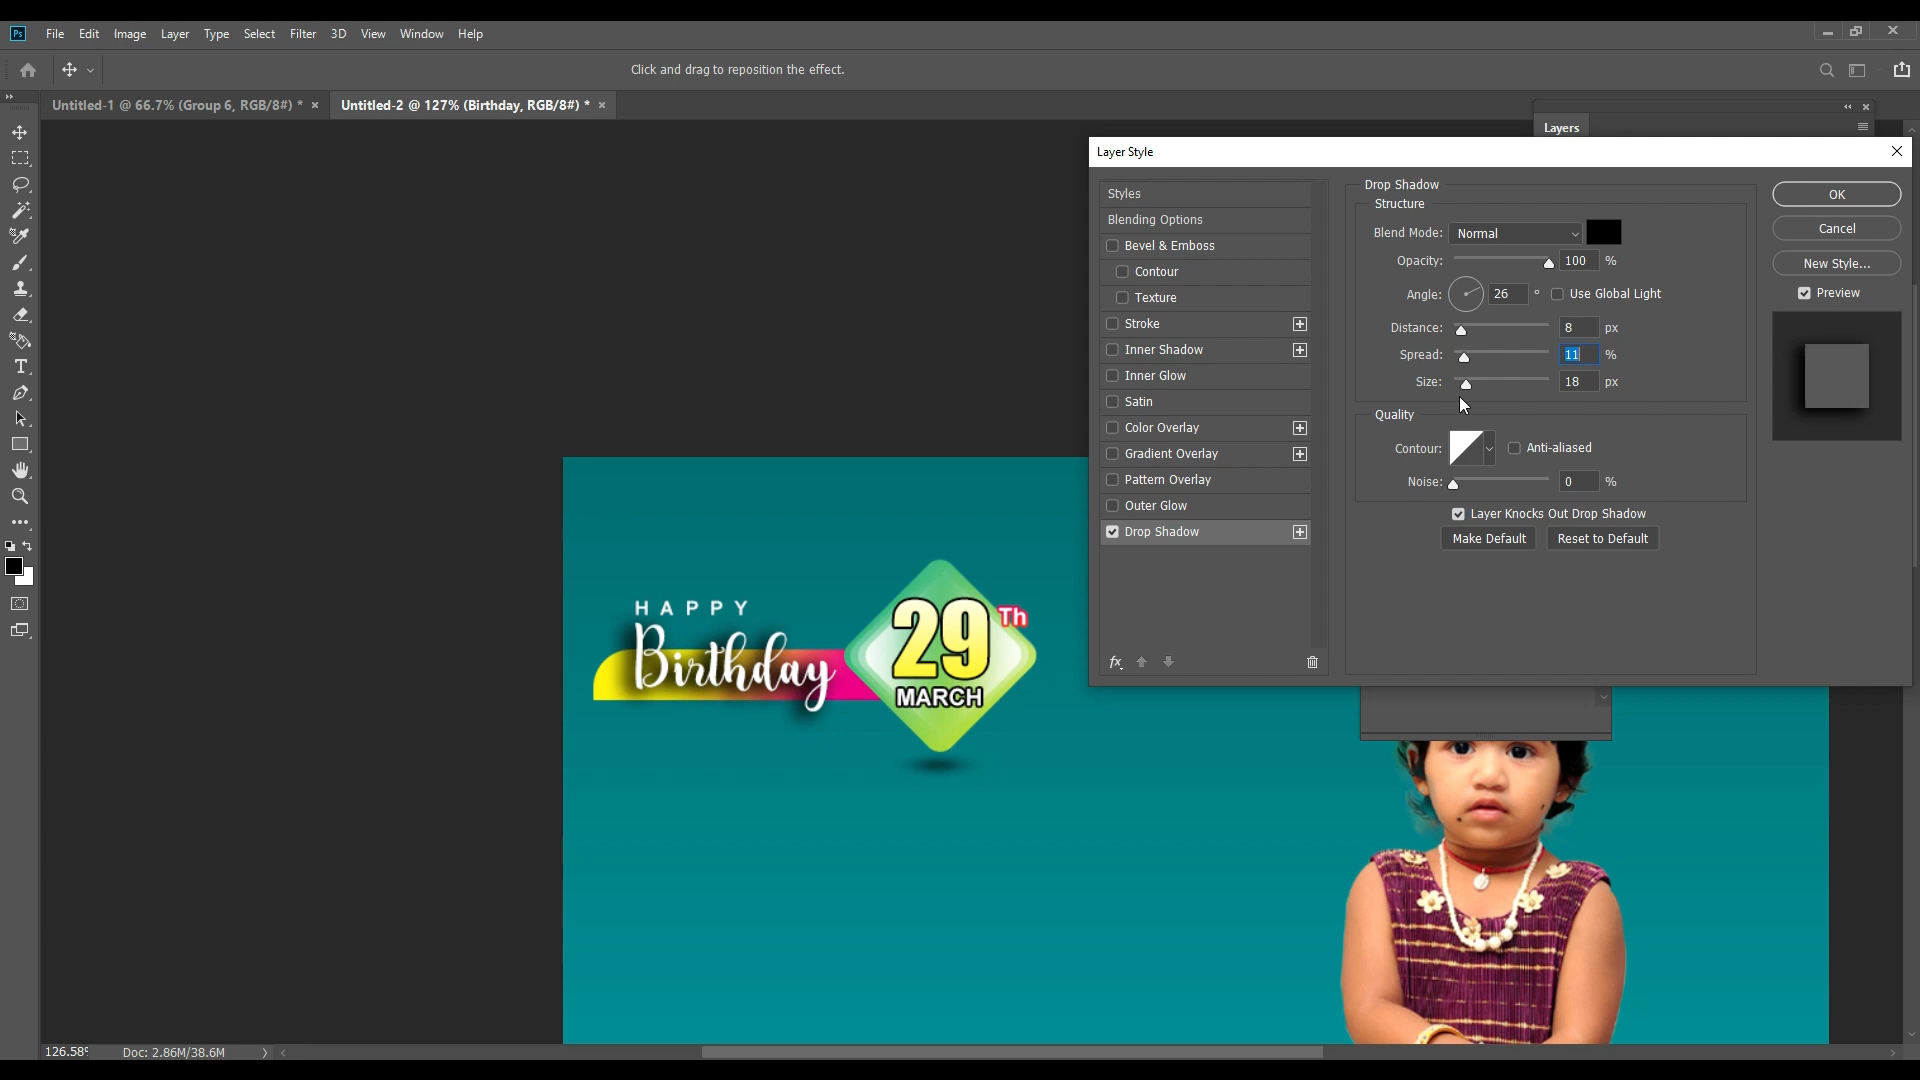 Ps File Edit Image Layer Type Select Filter 3D View Window Help
Click and drag to reposition the effect.
Untitled-1 @ 66.7% (Group 6, RGB/8#) * × Untitled-2 @ 127% (Birthday, RGB/8#) * ×
Layers
Layer Style
Styles
Blending Options
Bevel & Emboss
Contour
Texture
Stroke
Inner Shadow
Inner Glow
Satin
Color Overlay
Gradient Overlay
Pattern Overlay
Outer Glow
Drop Shadow
fx
Drop Shadow
Structure
Blend Mode: Normal
Opacity: 100 %
Angle: 26 ° Use Global Light
Distance: 8 px
Spread: 11 %
Size: 18 px
Quality
Contour: Anti-aliased
Noise: 0 %
Layer Knocks Out Drop Shadow
Make Default Reset to Default
OK
Cancel
New Style...
Preview
HAPPY
Birthday
29Th
MARCH
126.58% Doc: 2.86M/38.6M